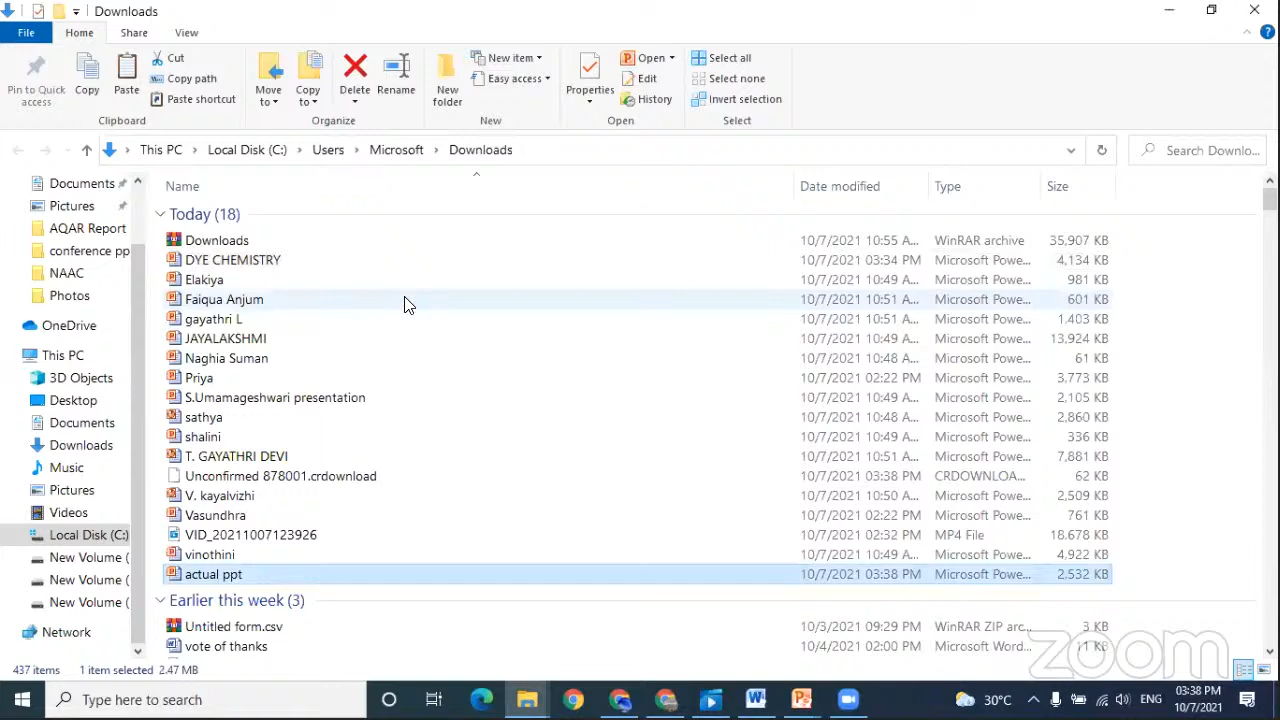 Downloads
File Home Share View
Pin to Quick access
Copy
Paste
Cut
Copy path
Paste shortcut
Clipboard
Move to
Copy to
Delete
Rename
Organize
New folder
New item
Easy access
New
Properties
Open
Edit
History
Open
Select all
Select none
Invert selection
Select
This PC > Local Disk (C:) > Users > Microsoft > Downloads
Search Downlo...
Documents
Pictures
AQAR Report
conference pp
NAAC
Photos
OneDrive
This PC
3D Objects
Desktop
Documents
Downloads
Music
Pictures
Videos
Local Disk (C:)
New Volume (
New Volume (
New Volume (
Network
Name Date modified Type Size
Today (18)
Downloads 10/7/2021 10:55 A... WinRAR archive 35,907 KB
DYE CHEMISTRY 10/7/2021 03:34 PM Microsoft Powe... 4,134 KB
Elakiya 10/7/2021 10:49 A... Microsoft Powe... 981 KB
Faiqua Anjum 10/7/2021 10:51 A... Microsoft Powe... 601 KB
gayathri L 10/7/2021 10:51 A... Microsoft Powe... 1,403 KB
JAYALAKSHMI 10/7/2021 10:49 A... Microsoft Powe... 13,924 KB
Naghia Suman 10/7/2021 10:48 A... Microsoft Powe... 61 KB
Priya 10/7/2021 02:22 PM Microsoft Powe... 3,773 KB
S.Umamageshwari presentation 10/7/2021 10:49 A... Microsoft Powe... 2,105 KB
sathya 10/7/2021 10:48 A... Microsoft Powe... 2,860 KB
shalini 10/7/2021 10:49 A... Microsoft Powe... 336 KB
T. GAYATHRI DEVI 10/7/2021 10:51 A... Microsoft Powe... 7,881 KB
Unconfirmed 878001.crdownload 10/7/2021 03:38 PM CRDOWNLOA... 62 KB
V. kayalvizhi 10/7/2021 10:50 A... Microsoft Powe... 2,509 KB
Vasundhra 10/7/2021 02:22 PM Microsoft Powe... 761 KB
VID_20211007123926 10/7/2021 02:32 PM MP4 File 18,678 KB
vinothini 10/7/2021 10:49 A... Microsoft Powe... 4,922 KB
actual ppt 10/7/2021 03:38 PM Microsoft Powe... 2,532 KB
Earlier this week (3)
Untitled form.csv 10/3/2021 09:29 PM WinRAR ZIP arc... 3 KB
vote of thanks 10/4/2021 02:00 PM Microsoft Word... KB
zoom
437 items 1 item selected 2.47 MB
Type here to search
30°C ENG 03:38 PM
10/7/2021